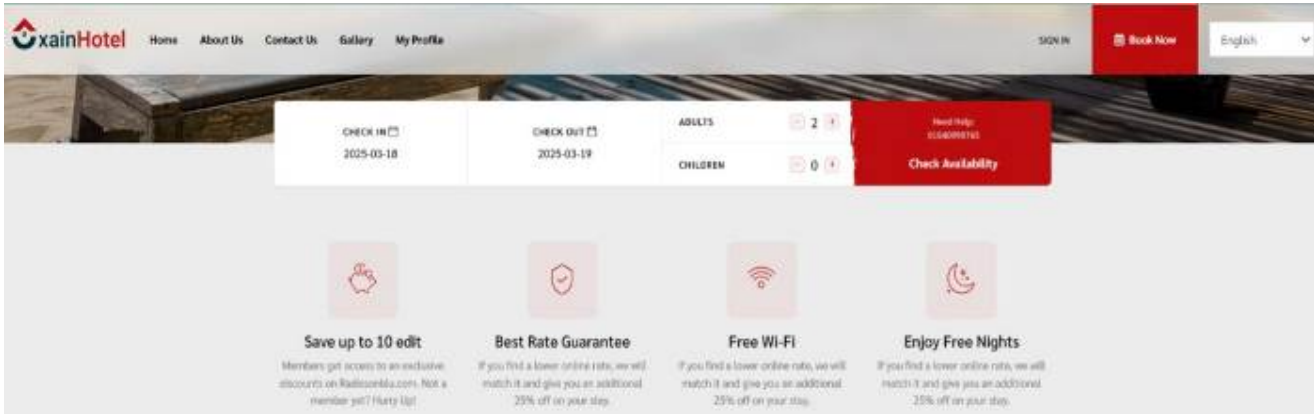 xainHotel
Home About Us Contact Us Gallery My Profile
SIGN IN
Book Now
English
CHECK IN
2025-03-18
CHECK OUT
2025-03-19
ADULTS - 2 +
CHILDREN - 0 +
Need Help:
Check Availability
Save up to 10 edit
Members get access to an exclusive
discounts on Radissonblu.com. Not a
member yet? Hurry Up!
Best Rate Guarantee
If you find a lower online rate, we will
match it and give you an additional
25% off on your stay.
Free Wi-Fi
If you find a lower online rate, we will
match it and give you an additional
25% off on your stay.
Enjoy Free Nights
If you find a lower online rate, we will
match it and give you an additional
25% off on your stay.